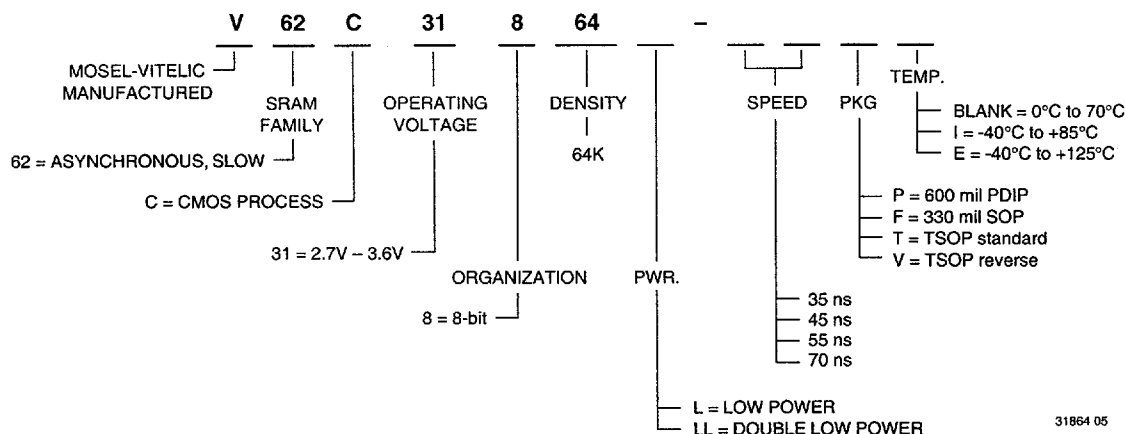 V 62 C 31 8 64 -
MOSEL-VITELIC
MANUFACTURED
SRAM
FAMILY
62 = ASYNCHRONOUS, SLOW
C = CMOS PROCESS
OPERATING
VOLTAGE
31 = 2.7V – 3.6V
ORGANIZATION
8 = 8-bit
DENSITY
64K
PWR.
L = LOW POWER
LL = DOUBLE LOW POWER
SPEED
35 ns
45 ns
55 ns
70 ns
PKG
P = 600 mil PDIP
F = 330 mil SOP
T = TSOP standard
V = TSOP reverse
TEMP.
BLANK = 0°C to 70°C
I = -40°C to +85°C
E = -40°C to +125°C
31864 05